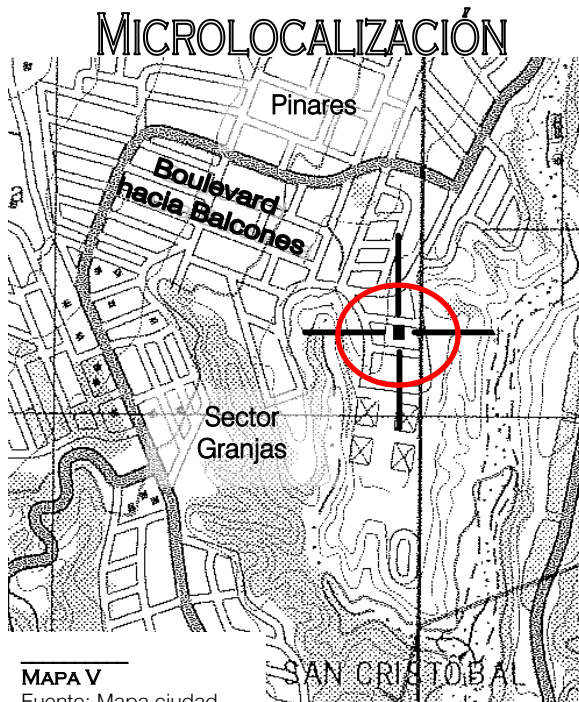 MICROLOCALIZACIÓN
Pinares
Boulevard
hacia Balcones
Sector
Granjas
SAN CRISTÓBAL
MAPA V
Fuente: Mapa ciudad